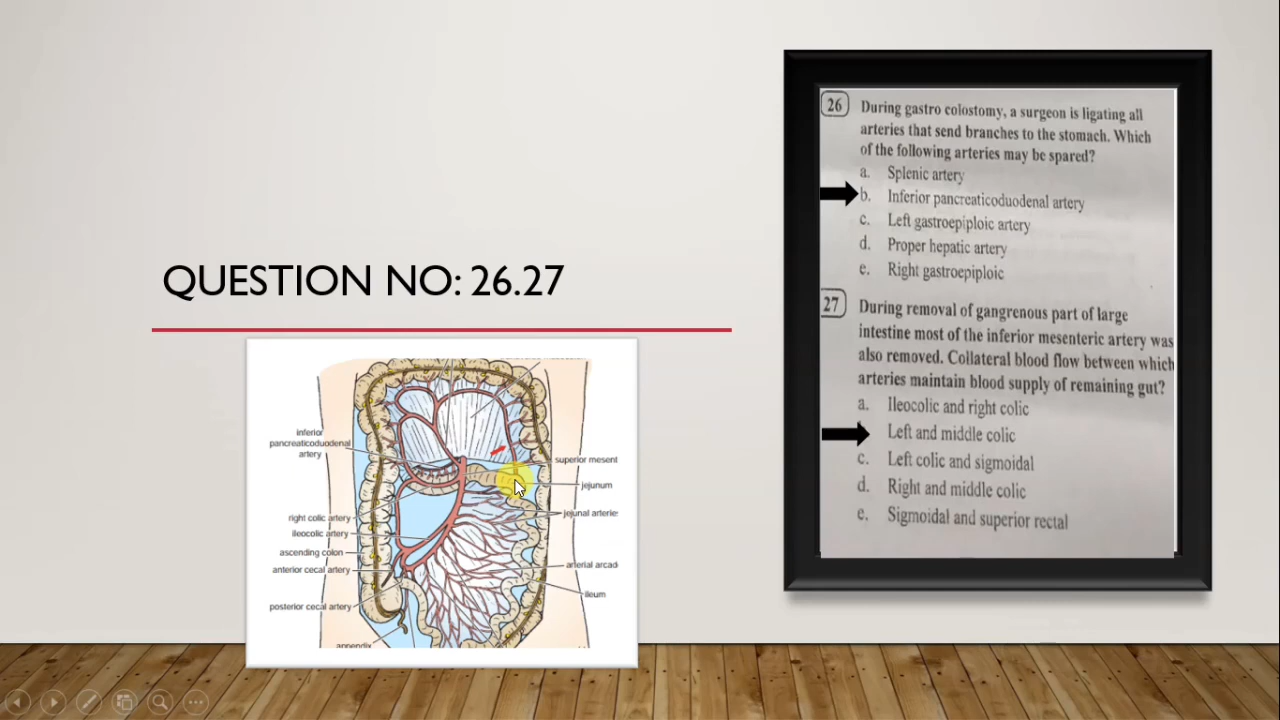 QUESTION NO: 26.27
inferior
pancreaticoduodenal
artery
right colic artery
ileocolic artery
ascending colon
anterior cecal artery
posterior cecal artery
appendix
superior mesent
jejunum
jejunal arteries
arterial arcad
ileum
26 During gastro colostomy, a surgeon is ligating all
arteries that send branches to the stomach. Which
of the following arteries may be spared?
a. Splenic artery
b. Inferior pancreaticoduodenal artery
c. Left gastroepiploic artery
d. Proper hepatic artery
e. Right gastroepiploic
27 During removal of gangrenous part of large
intestine most of the inferior mesenteric artery was
also removed. Collateral blood flow between which
arteries maintain blood supply of remaining gut?
a. Ileocolic and right colic
Left and middle colic
c. Left colic and sigmoidal
d. Right and middle colic
e. Sigmoidal and superior rectal